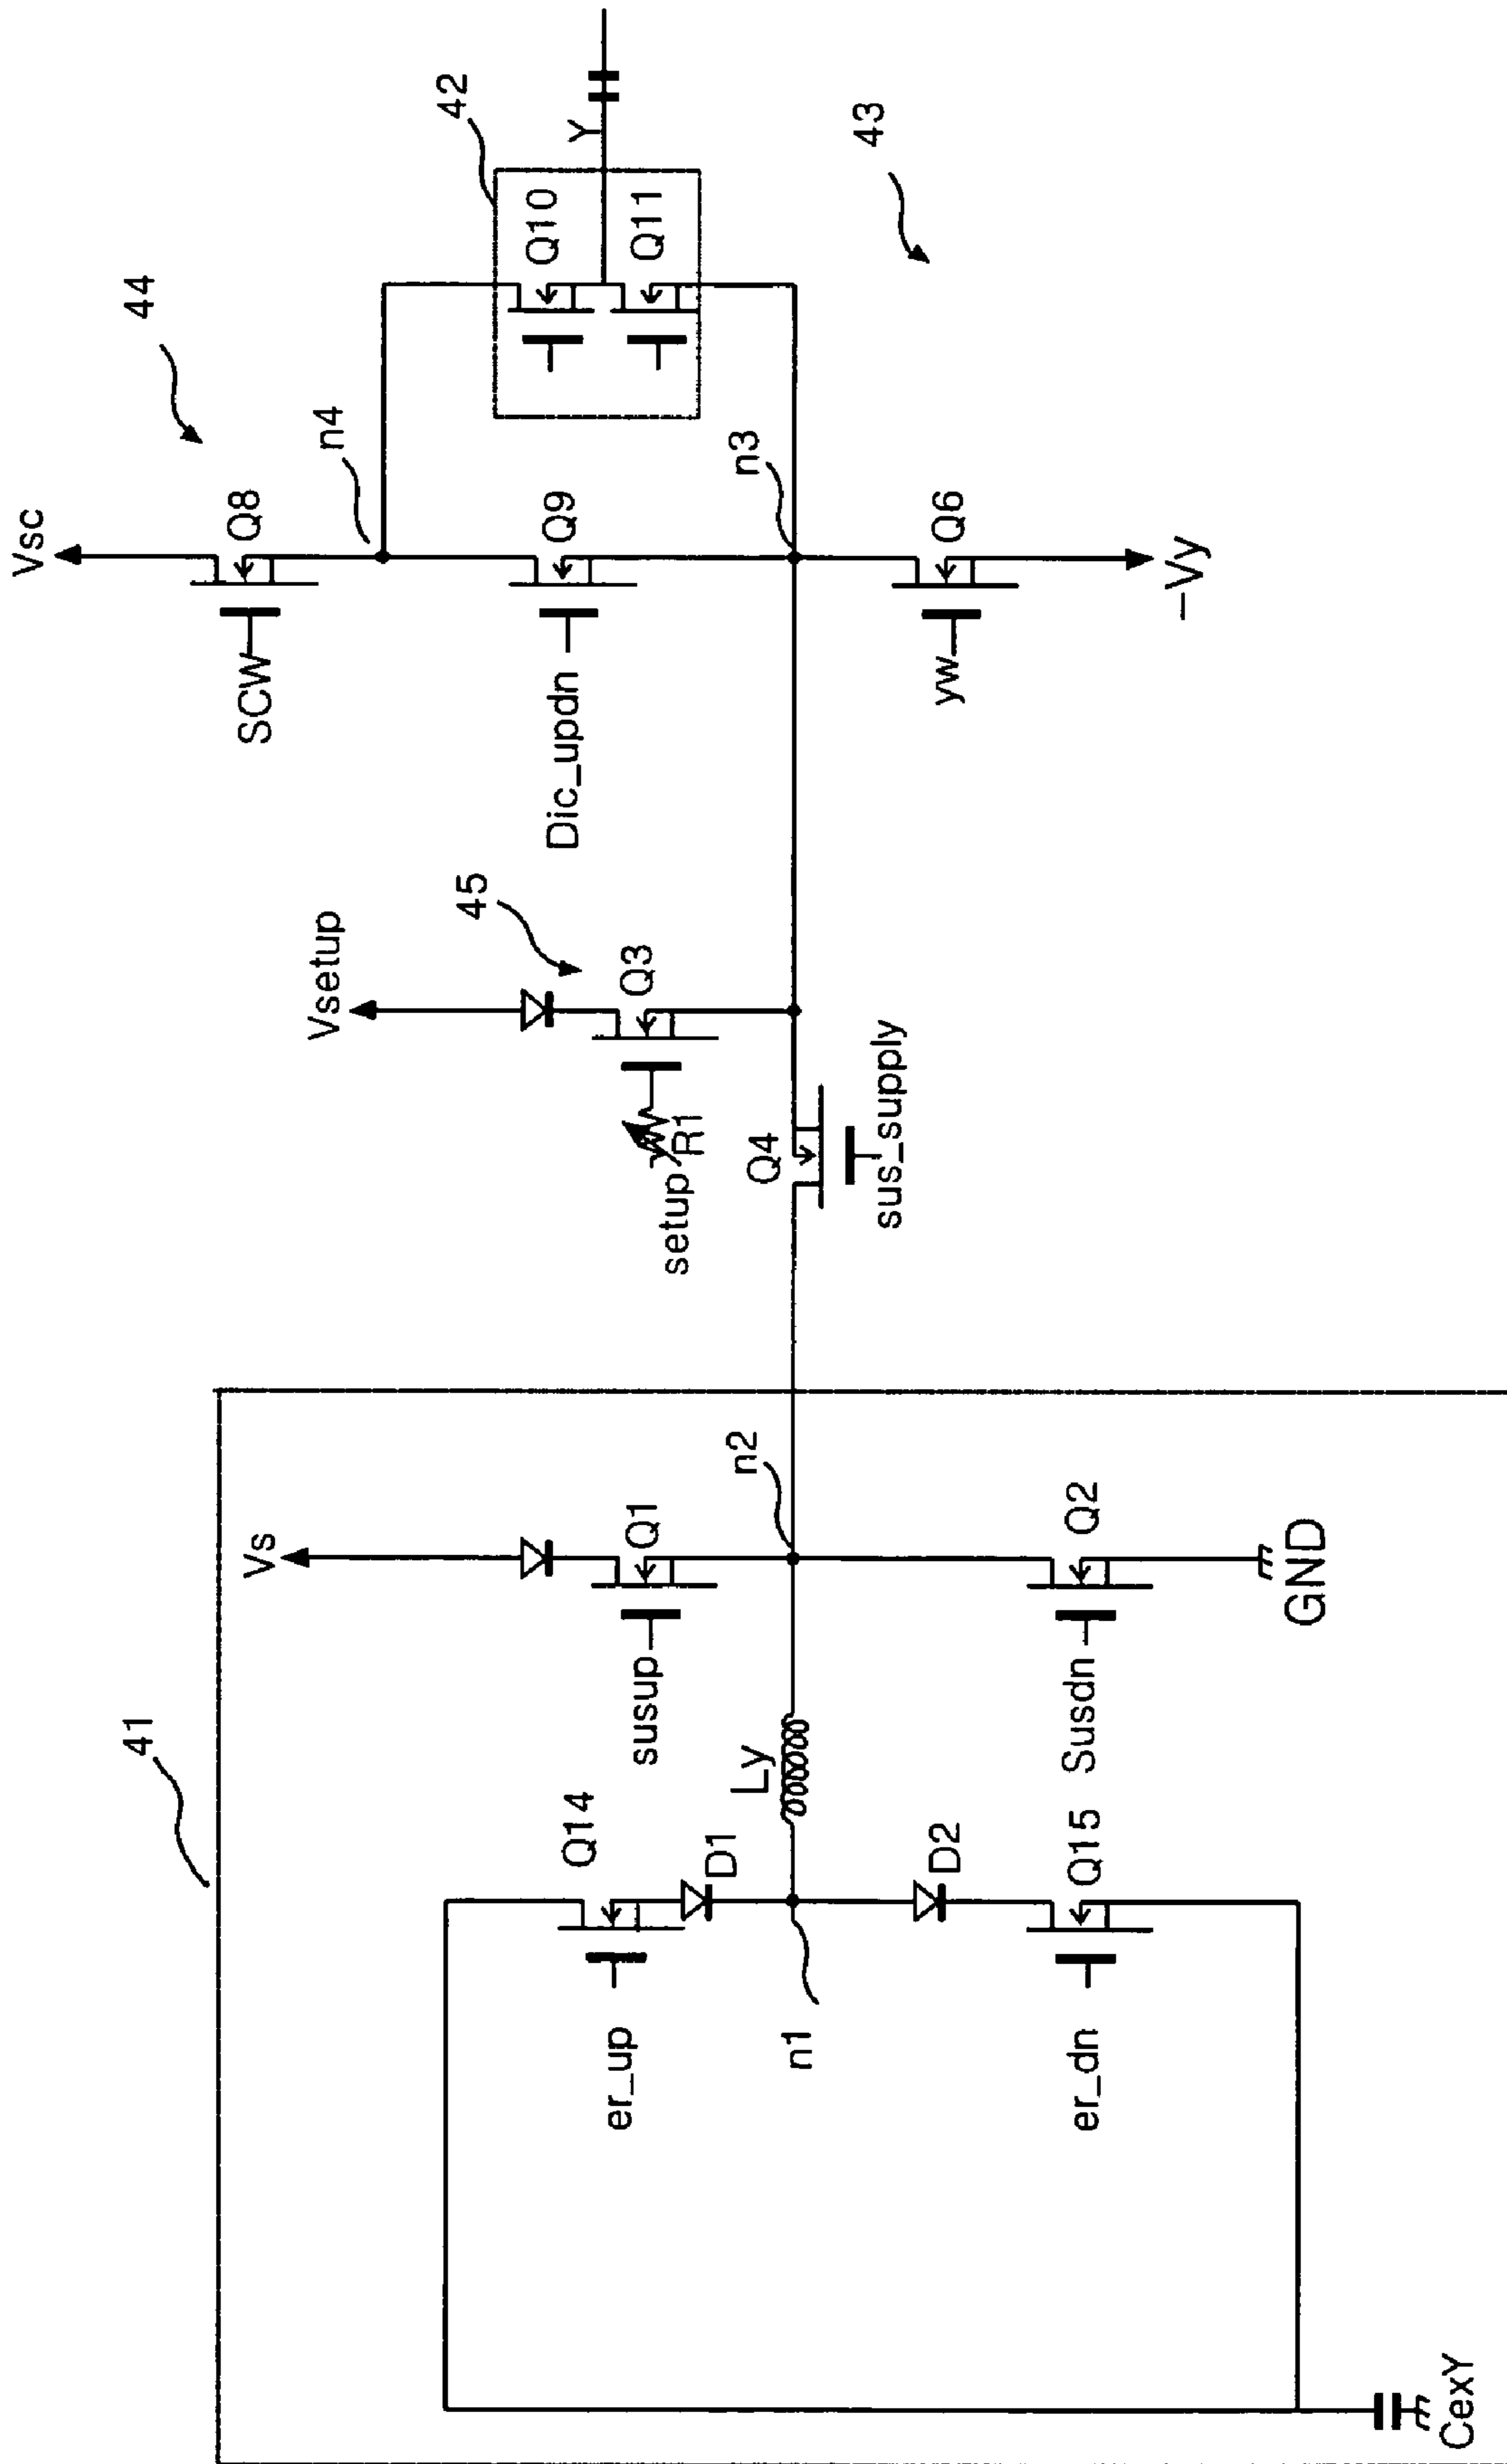 41
Vs
Q14
er_up
D1
n1
Ly
D2
Q15
er_dn
CexY
susup
Q1
n2
Susdn
Q2
GND
Vsetup
45
Q3
setup
R1
Q4
sus_supply
Vsc
44
SCW
Q8
n4
Dic_updn
Q9
n3
yw
Q6
-Vy
42
Q10
Q11
Y
43